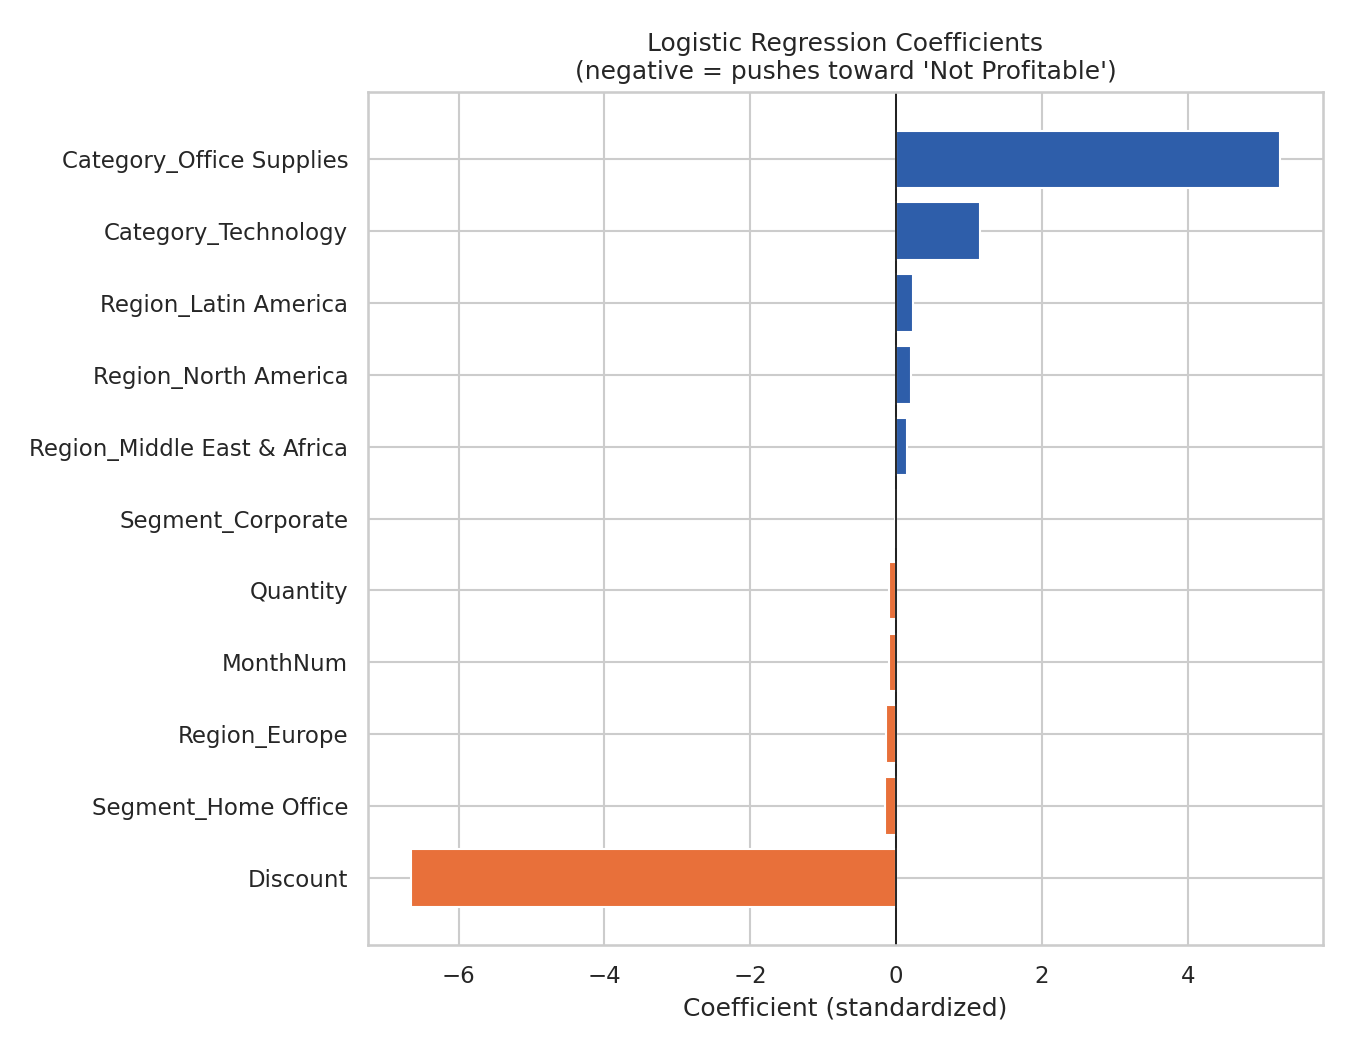 Logistic Regression Coefficients
(negative = pushes toward 'Not Profitable')
Category_Office Supplies
Category_Technology
Region_Latin America
Region_North America
Region_Middle East & Africa
Segment_Corporate
Quantity
MonthNum
Region_Europe
Segment_Home Office
Discount
−6 −4 −2 0 2 4
Coefficient (standardized)